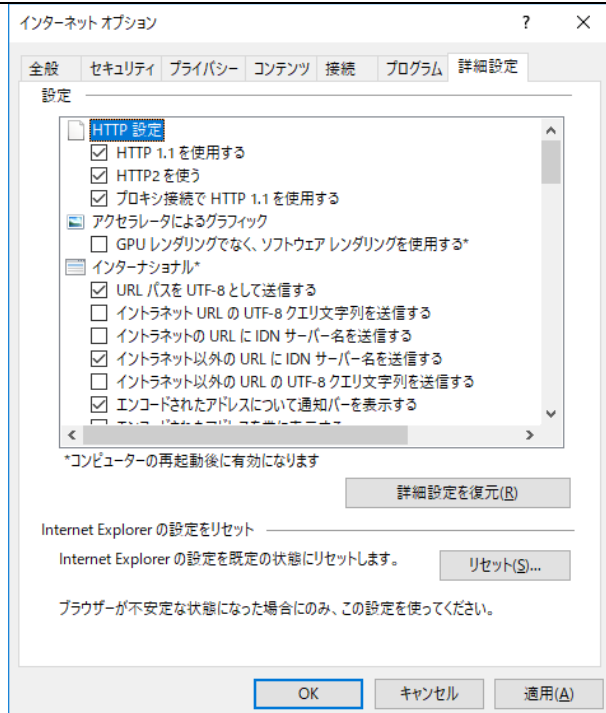 インターネット オプション ? ×
全般 セキュリティ プライバシー コンテンツ 接続 プログラム 詳細設定
設定
HTTP 設定
HTTP 1.1 を使用する
HTTP2 を使う
プロキシ接続で HTTP 1.1 を使用する
アクセラレータによるグラフィック
GPU レンダリングでなく、ソフトウェア レンダリングを使用する*
インターナショナル*
URL パスを UTF-8 として送信する
イントラネット URL の UTF-8 クエリ文字列を送信する
イントラネットの URL に IDN サーバー名を送信する
イントラネット以外の URL に IDN サーバー名を送信する
イントラネット以外の URL の UTF-8 クエリ文字列を送信する
エンコードされたアドレスについて通知バーを表示する
*コンピューターの再起動後に有効になります
詳細設定を復元(R)
Internet Explorer の設定をリセット
Internet Explorer の設定を既定の状態にリセットします。
リセット(S)...
ブラウザーが不安定な状態になった場合にのみ、この設定を使ってください。
OK キャンセル 適用(A)